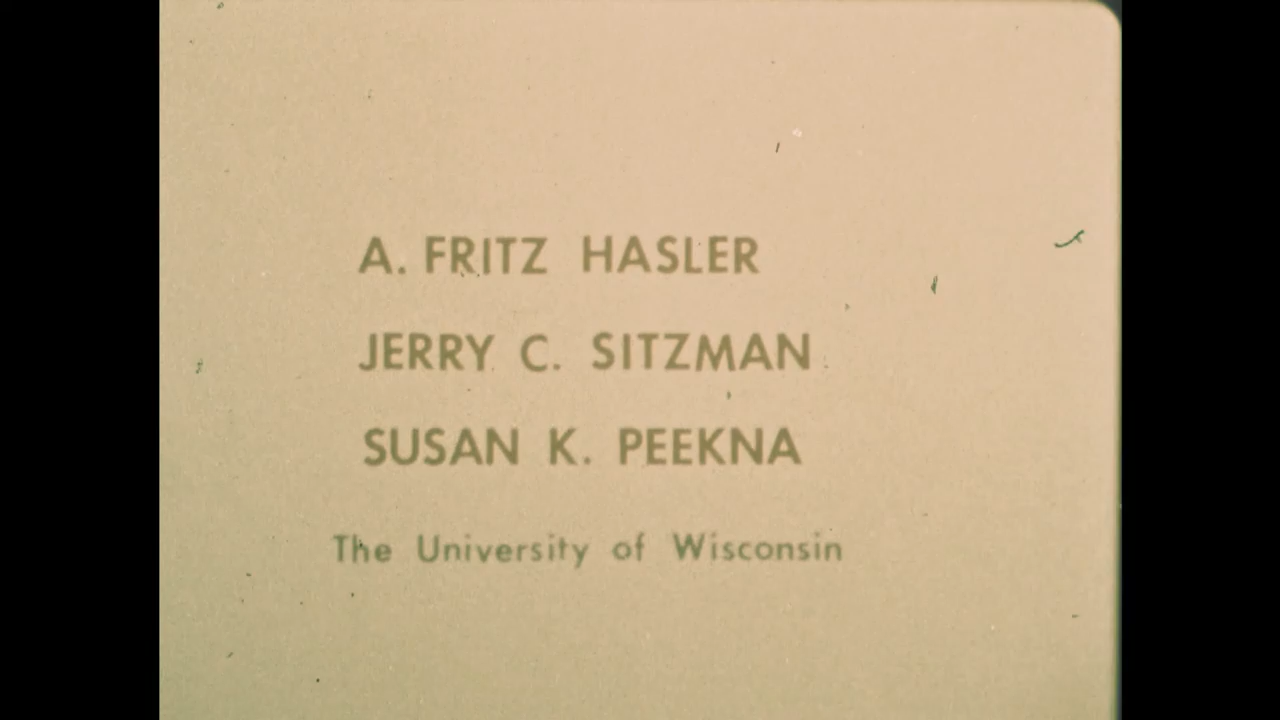 A. FRITZ HASLER
JERRY C. SITZMAN
SUSAN K. PEEKNA
The University of Wisconsin